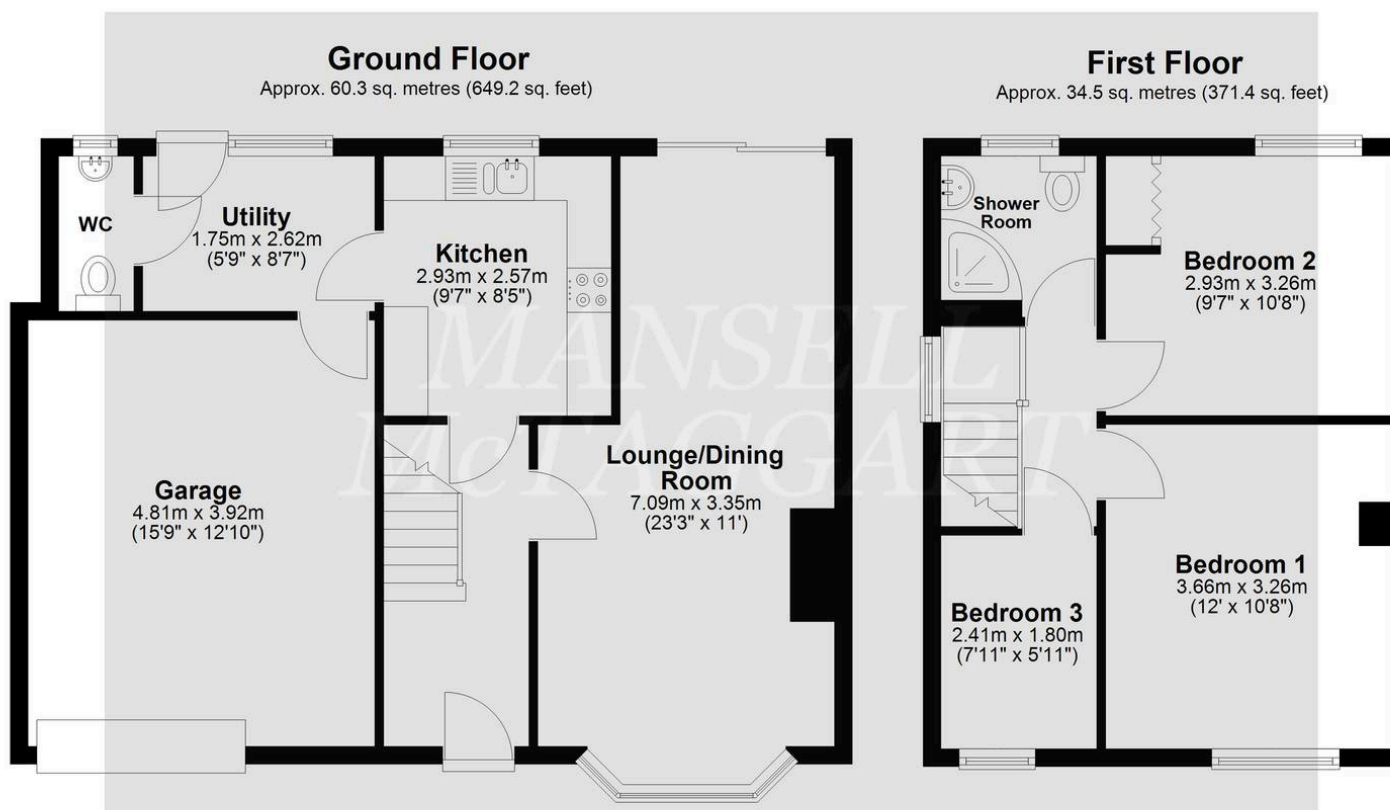 Ground Floor
Approx. 60.3 sq. metres (649.2 sq. feet)
First Floor
Approx. 34.5 sq. metres (371.4 sq. feet)
WC
Utility
1.75m x 2.62m
(5'9" x 8'7")
Kitchen
2.93m x 2.57m
(9'7" x 8'5")
Shower
Room
Bedroom 2
2.93m x 3.26m
(9'7" x 10'8")
MANSELL
McTAGGART
Garage
4.81m x 3.92m
(15'9" x 12'10")
Lounge/Dining
Room
7.09m x 3.35m
(23'3" x 11')
Bedroom 3
2.41m x 1.80m
(7'11" x 5'11")
Bedroom 1
3.66m x 3.26m
(12' x 10'8")